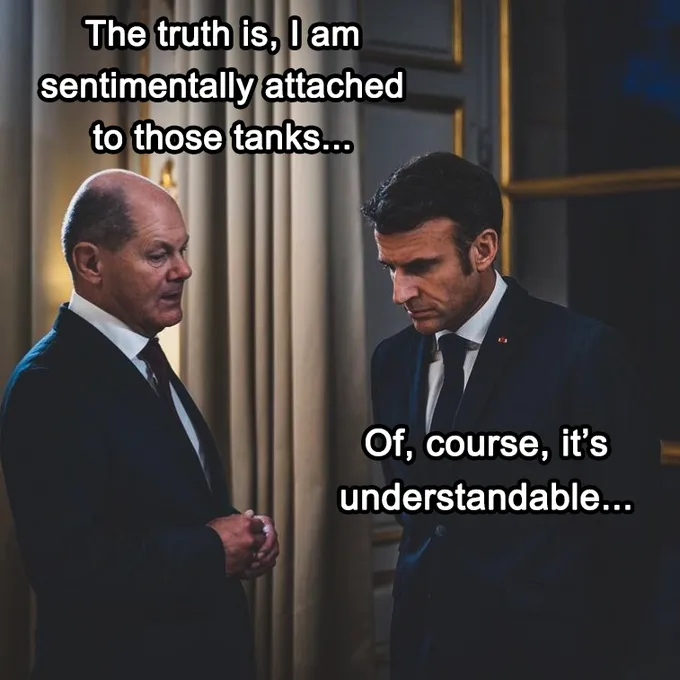 The truth is, I am
sentimentally attached
to those tanks...
Of, course, it's
understandable...